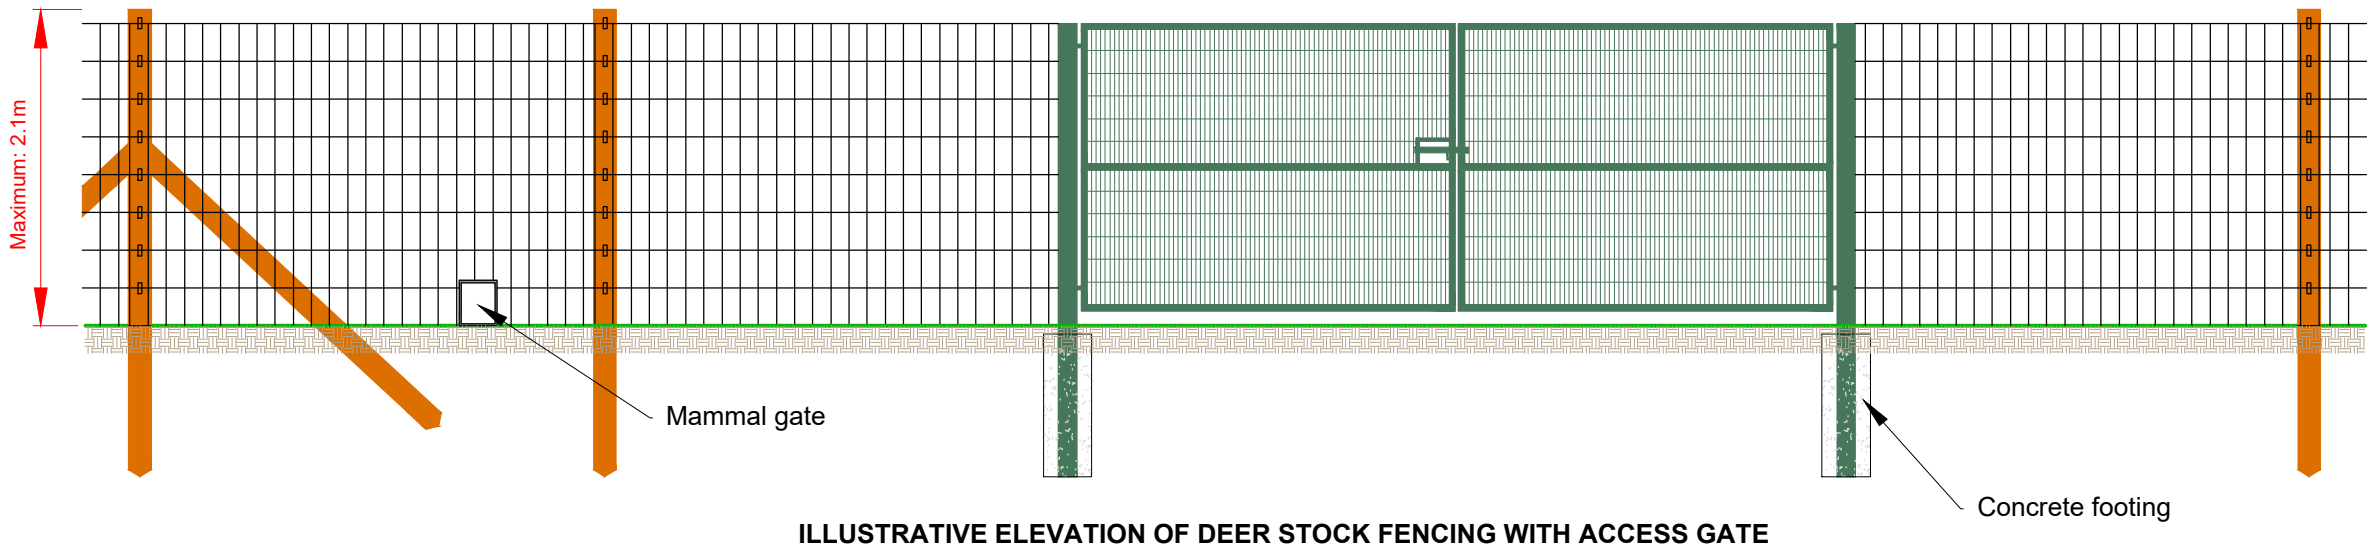 Maximum: 2.1m
Mammal gate
Concrete footing
ILLUSTRATIVE ELEVATION OF DEER STOCK FENCING WITH ACCESS GATE